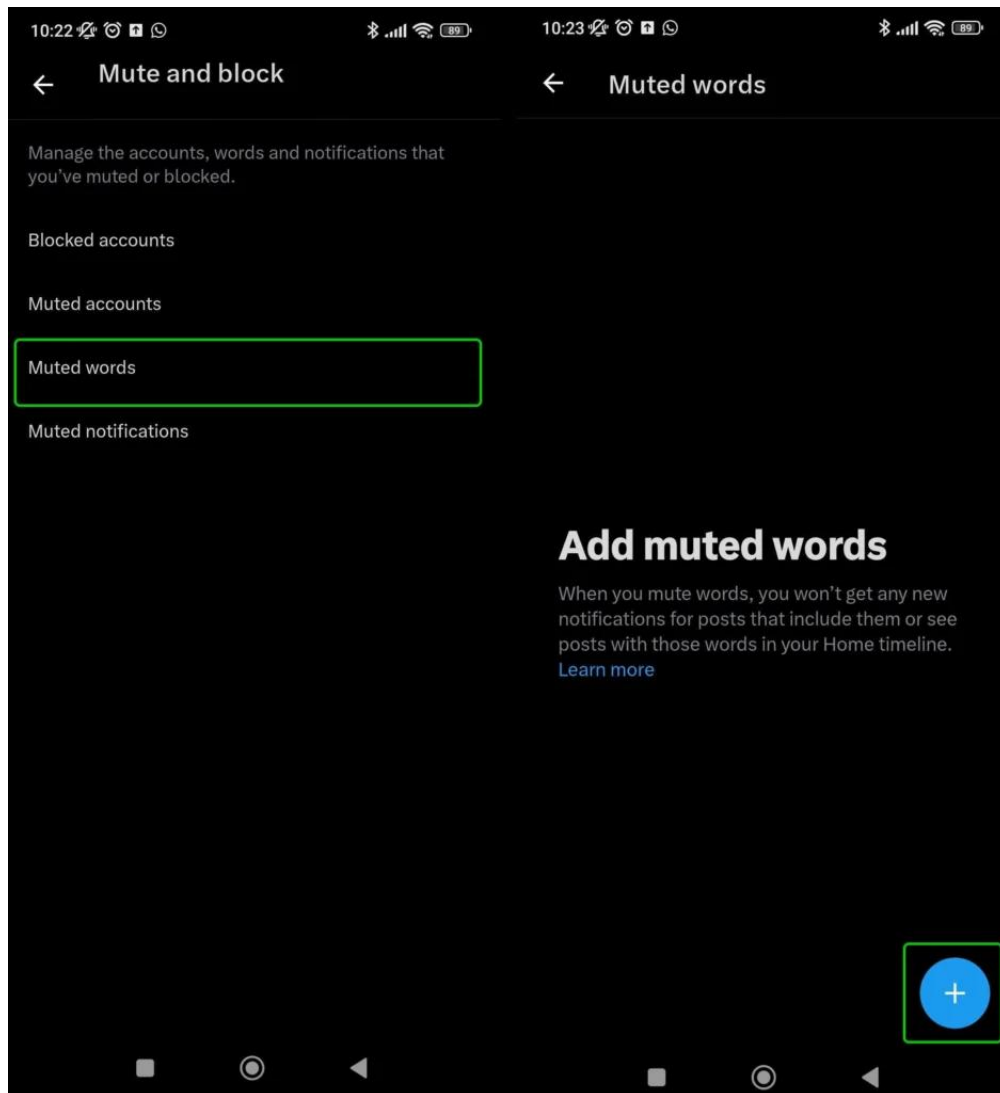 10:22
89
Mute and block
Manage the accounts, words and notifications that
you’ve muted or blocked.
Blocked accounts
Muted accounts
Muted words
Muted notifications
10:23
89
Muted words
Add muted words
When you mute words, you won’t get any new
notifications for posts that include them or see
posts with those words in your Home timeline.
Learn more